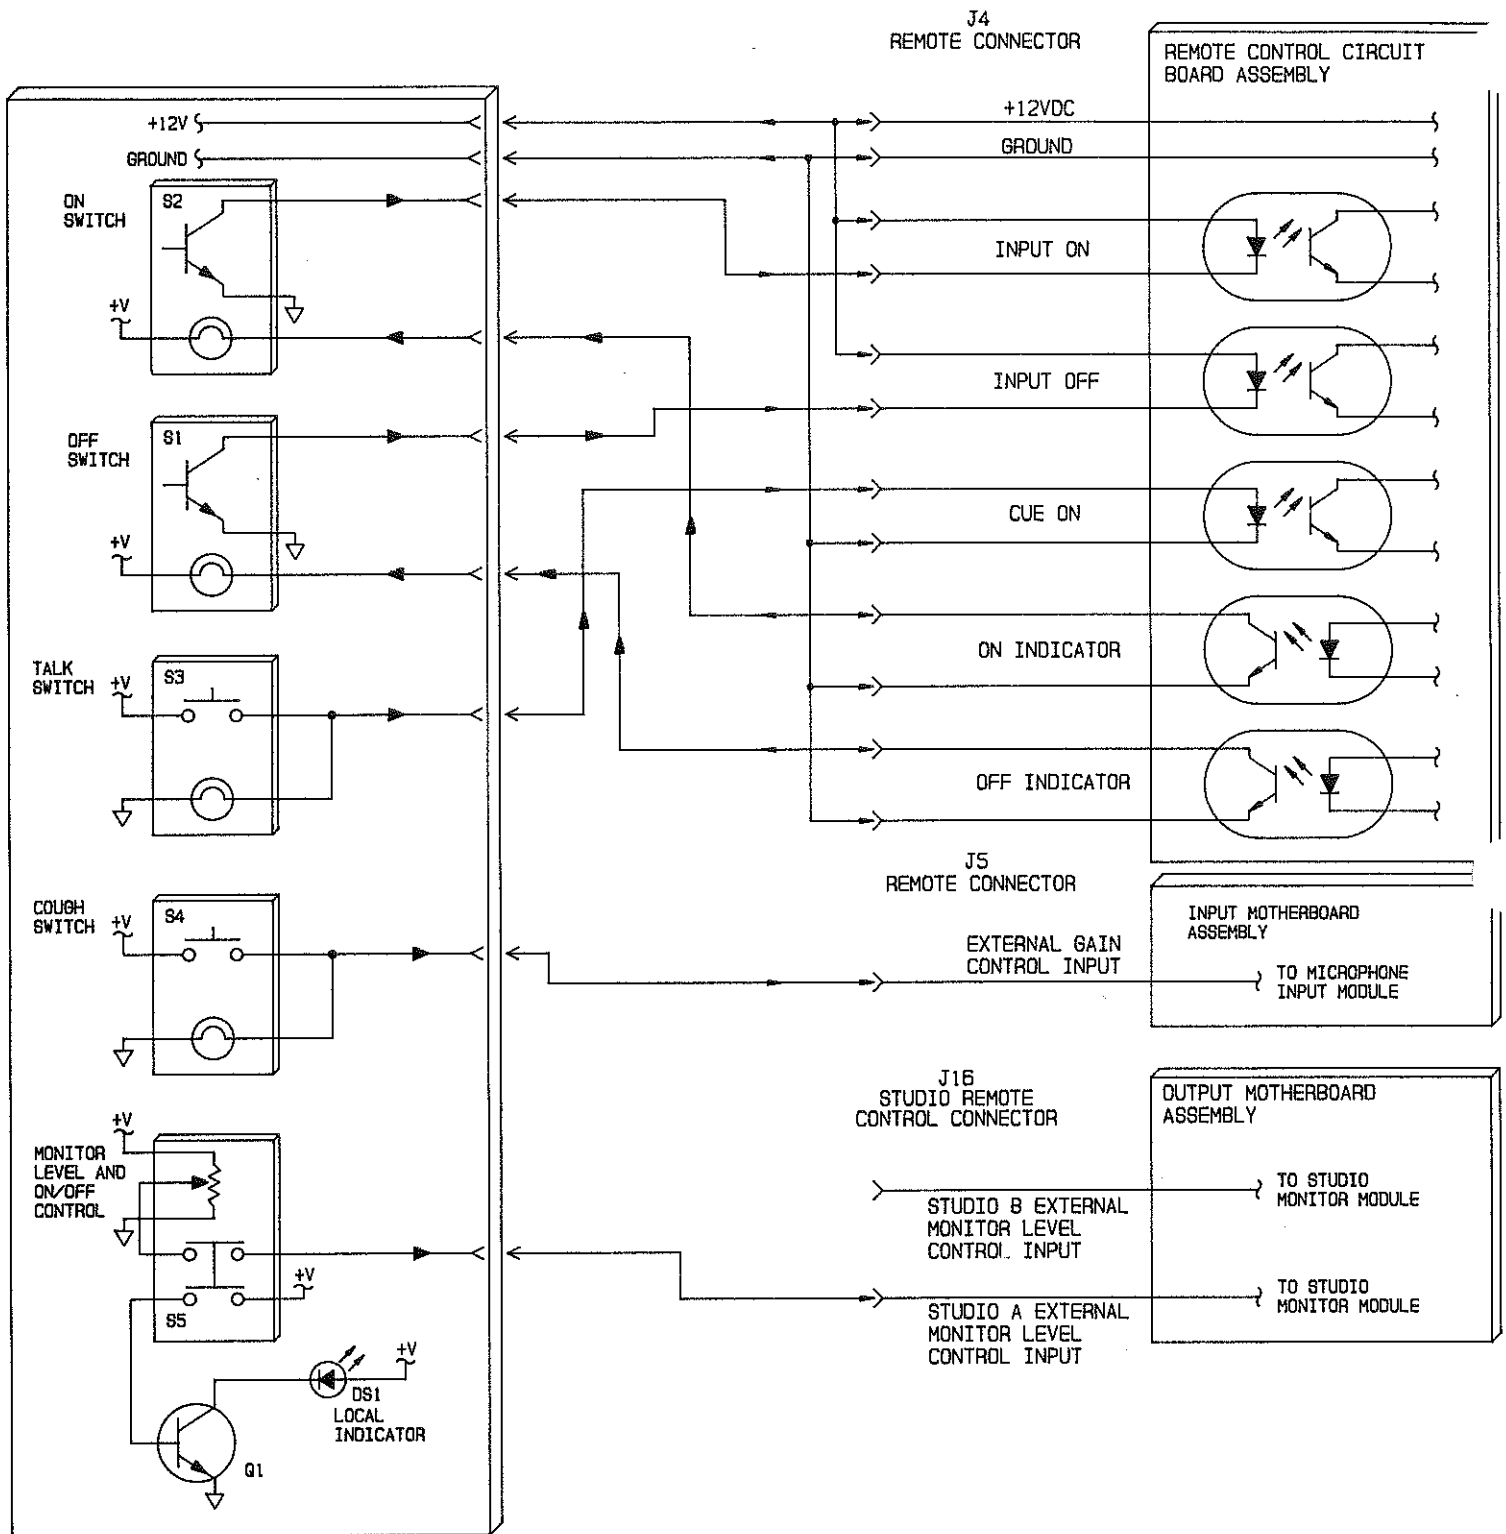 J4
REMOTE CONNECTOR
REMOTE CONTROL CIRCUIT
BOARD ASSEMBLY
+12V
+12VDC
GROUND
GROUND
ON
SWITCH
S2
INPUT ON
+V
INPUT OFF
OFF
SWITCH
S1
CUE ON
+V
ON INDICATOR
TALK
SWITCH
+V
S3
OFF INDICATOR
J5
REMOTE CONNECTOR
COUGH
SWITCH
+V
S4
INPUT MOTHERBOARD
ASSEMBLY
EXTERNAL GAIN
CONTROL INPUT
TO MICROPHONE
INPUT MODULE
J16
STUDIO REMOTE
CONTROL CONNECTOR
OUTPUT MOTHERBOARD
ASSEMBLY
+V
MONITOR
LEVEL AND
ON/OFF
CONTROL
TO STUDIO
MONITOR MODULE
STUDIO B EXTERNAL
MONITOR LEVEL
CONTROL INPUT
+V
S5
TO STUDIO
MONITOR MODULE
STUDIO A EXTERNAL
MONITOR LEVEL
CONTROL INPUT
+V
DS1
LOCAL
INDICATOR
Q1